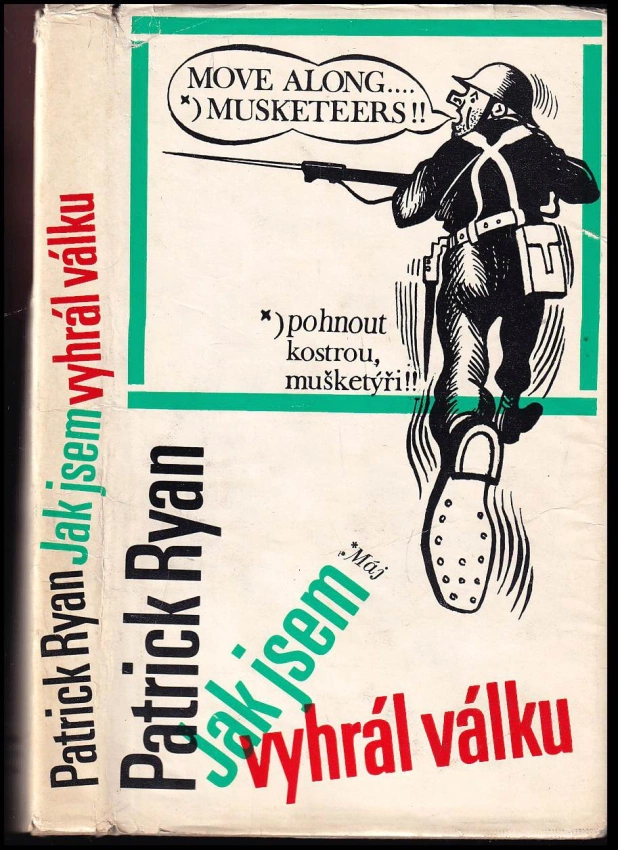 MOVE ALONG....
*) MUSKETEERS!!
*) pohnout
kostrou,
mušketýři!!
Patrick Ryan
Jak jsem
*Máj
vyhrál válku
Patrick Ryan Jak jsem vyhrál válku